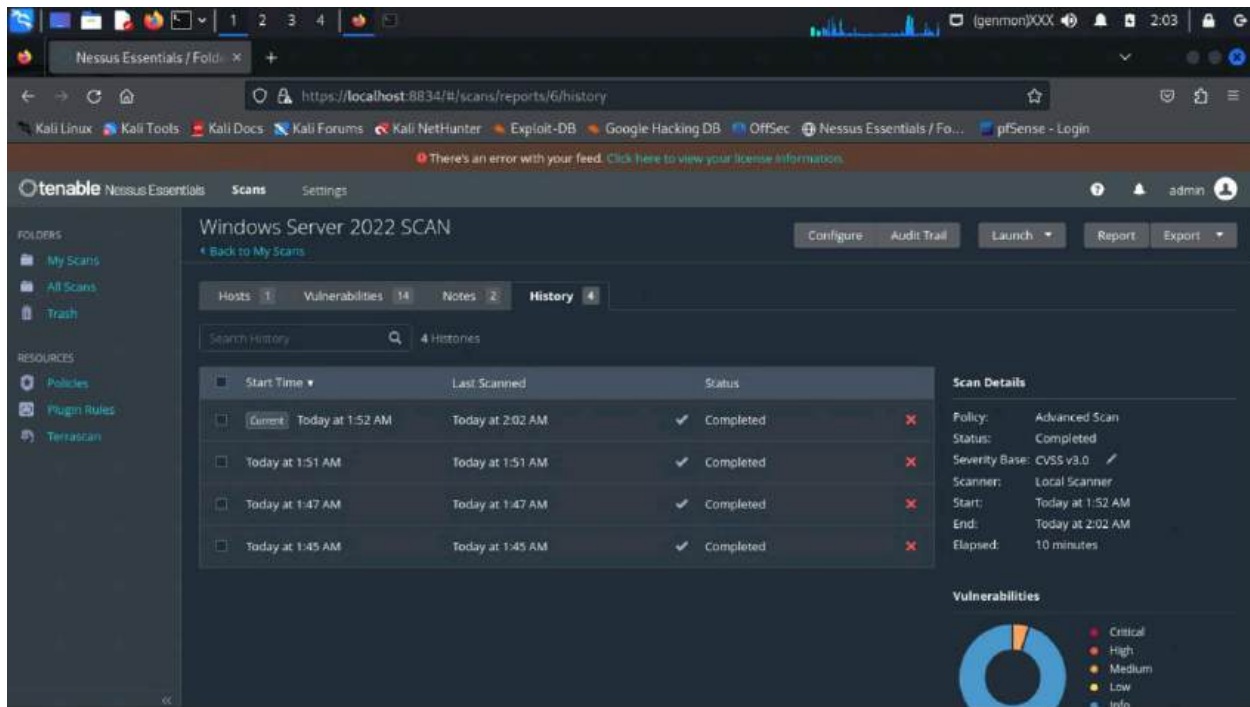 1 2 3 4 (genmon)XXX 2:03
Nessus Essentials / Folde
https://localhost:8834/#/scans/reports/6/history
Kali Linux Kali Tools Kali Docs Kali Forums Kali NetHunter Exploit-DB Google Hacking DB OffSec Nessus Essentials / Fo... pfSense - Login
There's an error with your feed. Click here to view your license information.
tenable Nessus Essentials Scans Settings admin
FOLDERS
My Scans
All Scans
Trash
RESOURCES
Policies
Plugin Rules
Terrascan
Windows Server 2022 SCAN
Back to My Scans
Configure Audit Trail Launch Report Export
Hosts 1 Vulnerabilities 14 Notes 2 History 4
Search History 4 Histories
Start Time Last Scanned Status
Current Today at 1:52 AM Today at 2:02 AM Completed
Today at 1:51 AM Today at 1:51 AM Completed
Today at 1:47 AM Today at 1:47 AM Completed
Today at 1:45 AM Today at 1:45 AM Completed
Scan Details
Policy: Advanced Scan
Status: Completed
Severity Base: CVSS v3.0
Scanner: Local Scanner
Start: Today at 1:52 AM
End: Today at 2:02 AM
Elapsed: 10 minutes
Vulnerabilities
Critical
High
Medium
Low
Info